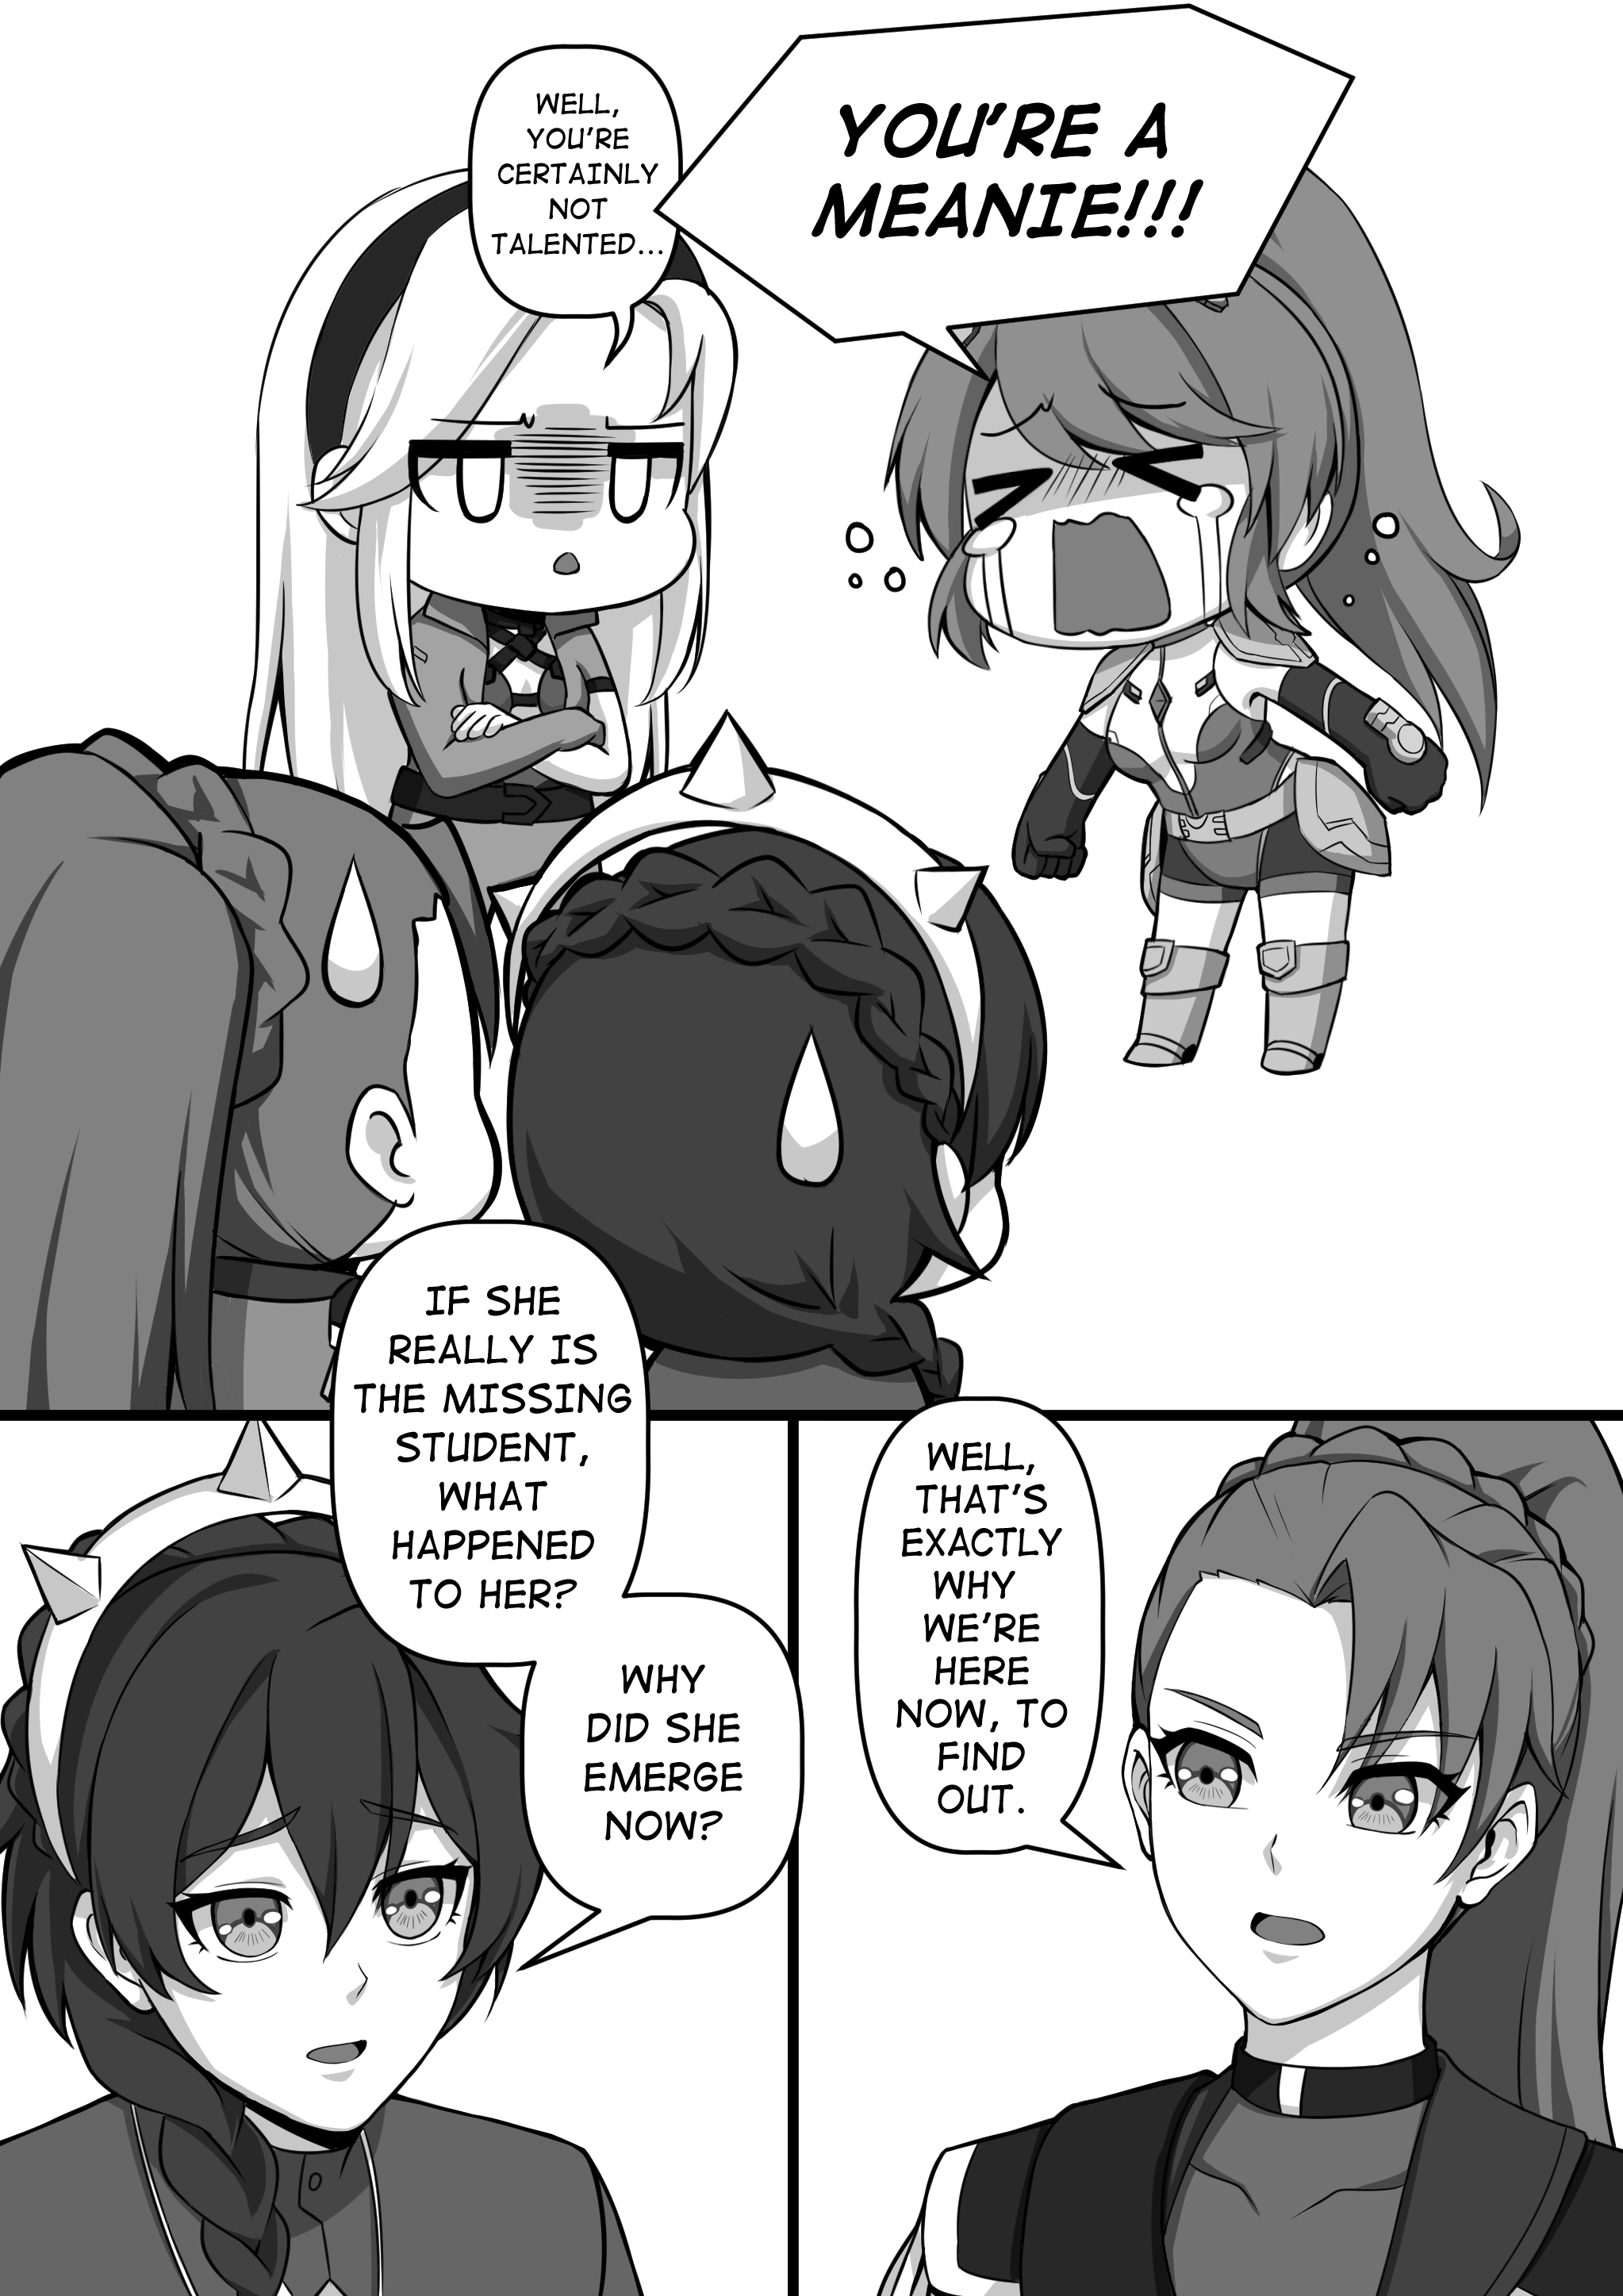 WELL,
YOU'RE
CERTAINLY
NOT
TALENTED...
YOU'RE A
MEANIE!!!
IF SHE
REALLY IS
THE MISSING
STUDENT,
WHAT
HAPPENED
TO HER?
WHY
DID SHE
EMERGE
NOW?
WELL,
THAT'S
EXACTLY
WHY
WE'RE
HERE
NOW, TO
FIND
OUT.